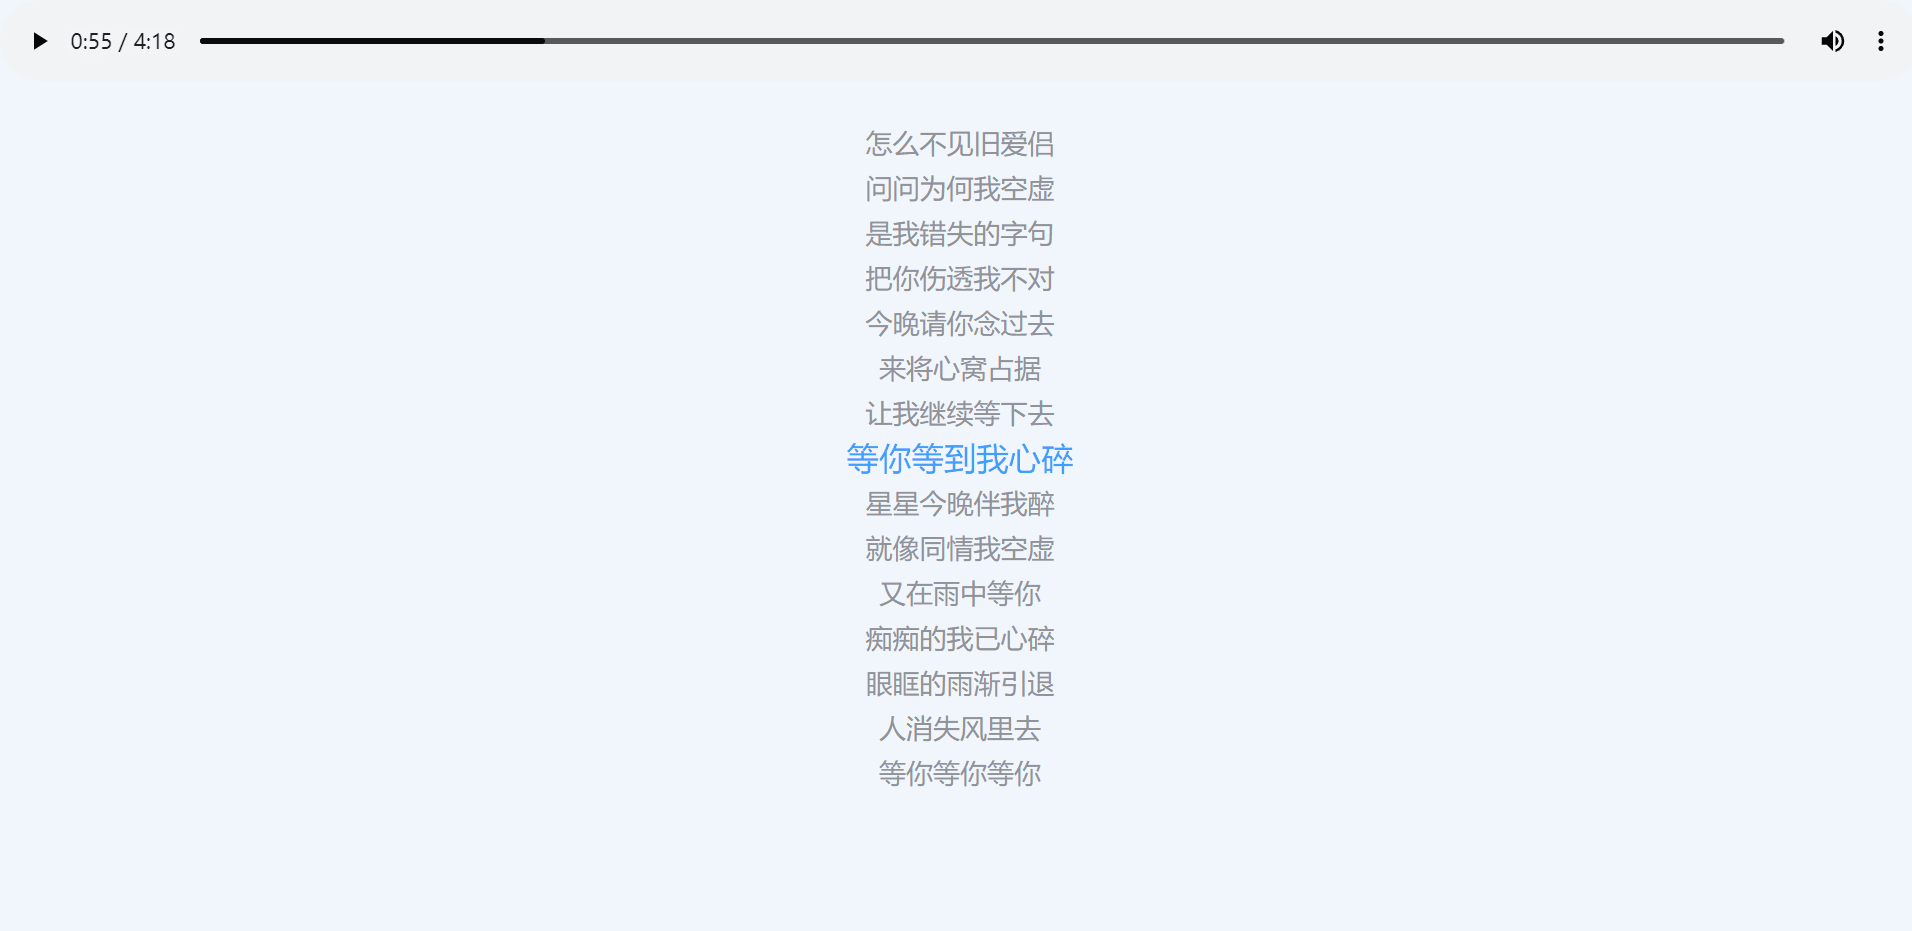 0:55 / 4:18
怎么不见旧爱侣
问问为何我空虚
是我错失的字句
把你伤透我不对
今晚请你念过去
来将心窝占据
让我继续等下去
等你等到我心碎
星星今晚伴我醉
就像同情我空虚
又在雨中等你
痴痴的我已心碎
眼眶的雨渐引退
人消失风里去
等你等你等你